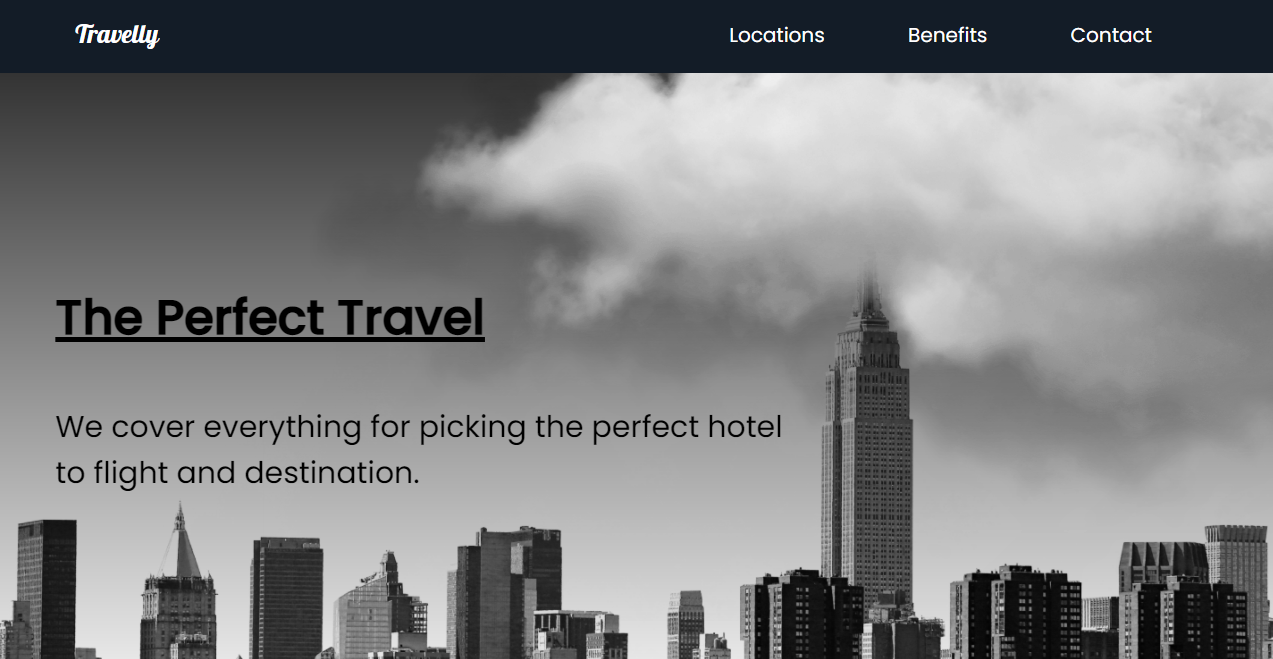 Travelly
Locations
Benefits
Contact
The Perfect Travel
We cover everything for picking the perfect hotel
to flight and destination.